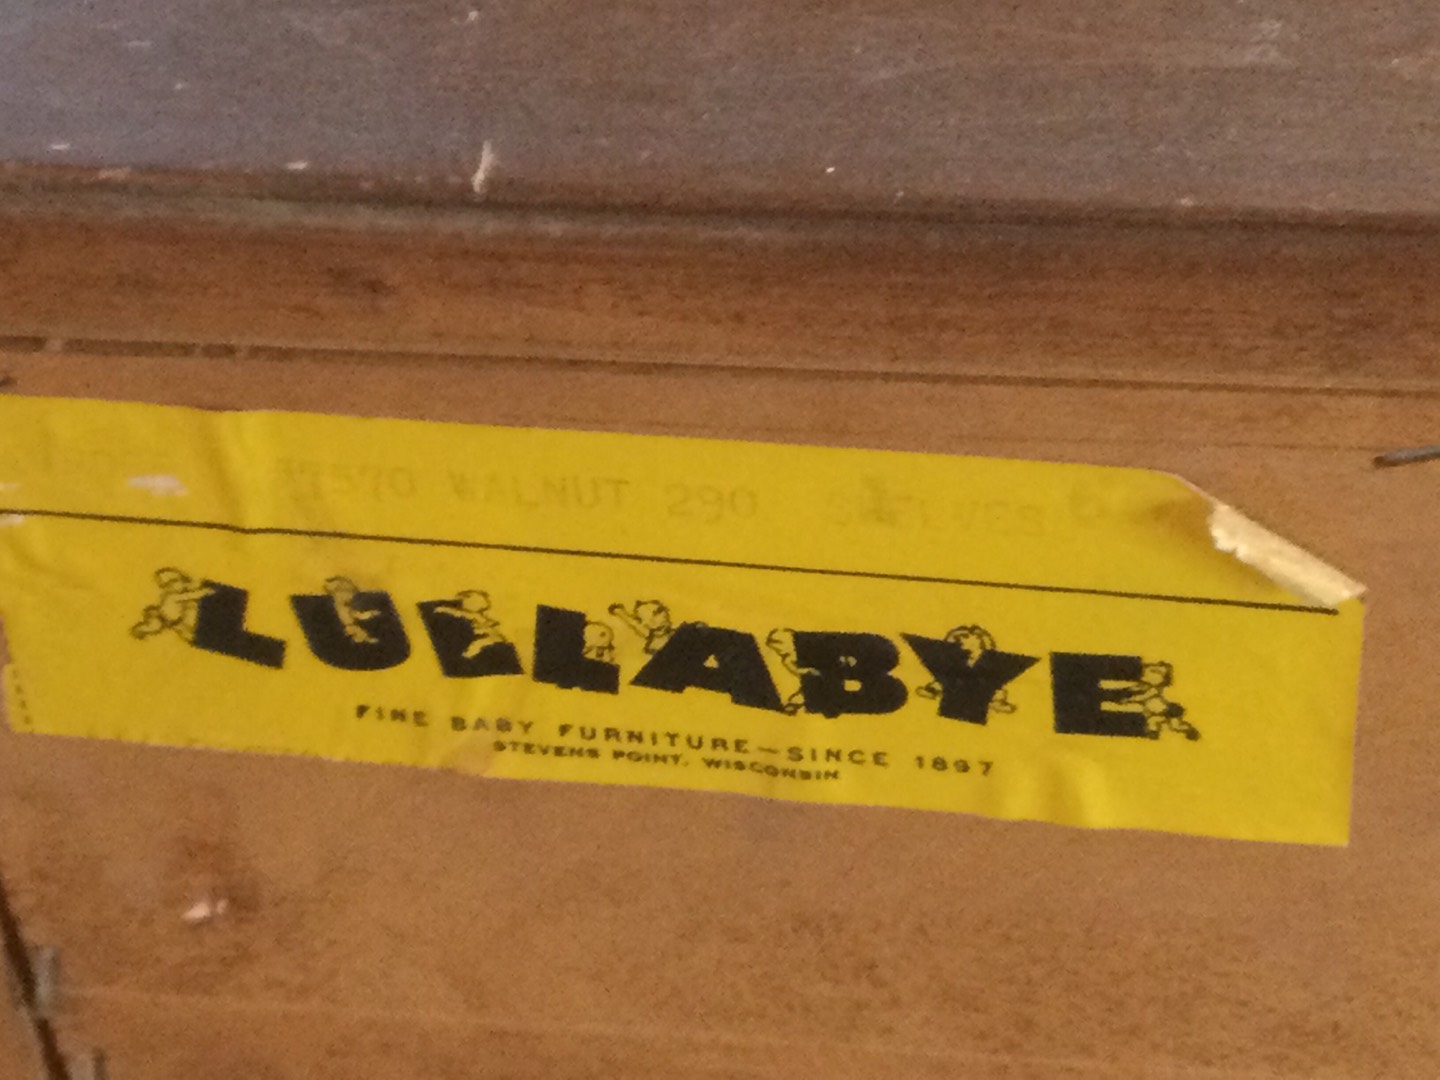 WALNUT 290
LULLABYE
FINE BABY FURNITURE—SINCE 1897
STEVENS POINT, WISCONSIN